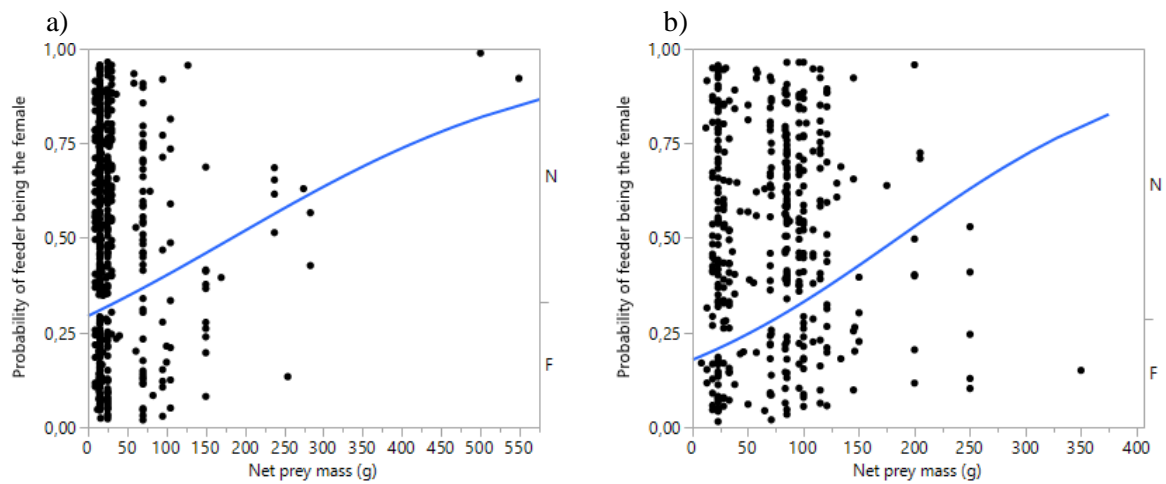 a)
Probability of feeder being the female
1,00
0,75
0,50
0,25
0,00
0 50 100 150 200 250 300 350 400 450 500 550
Net prey mass (g)
N
F
b)
Probability of feeder being the female
1,00
0,75
0,50
0,25
0,00
0 50 100 150 200 250 300 350 400
Net prey mass (g)
N
F